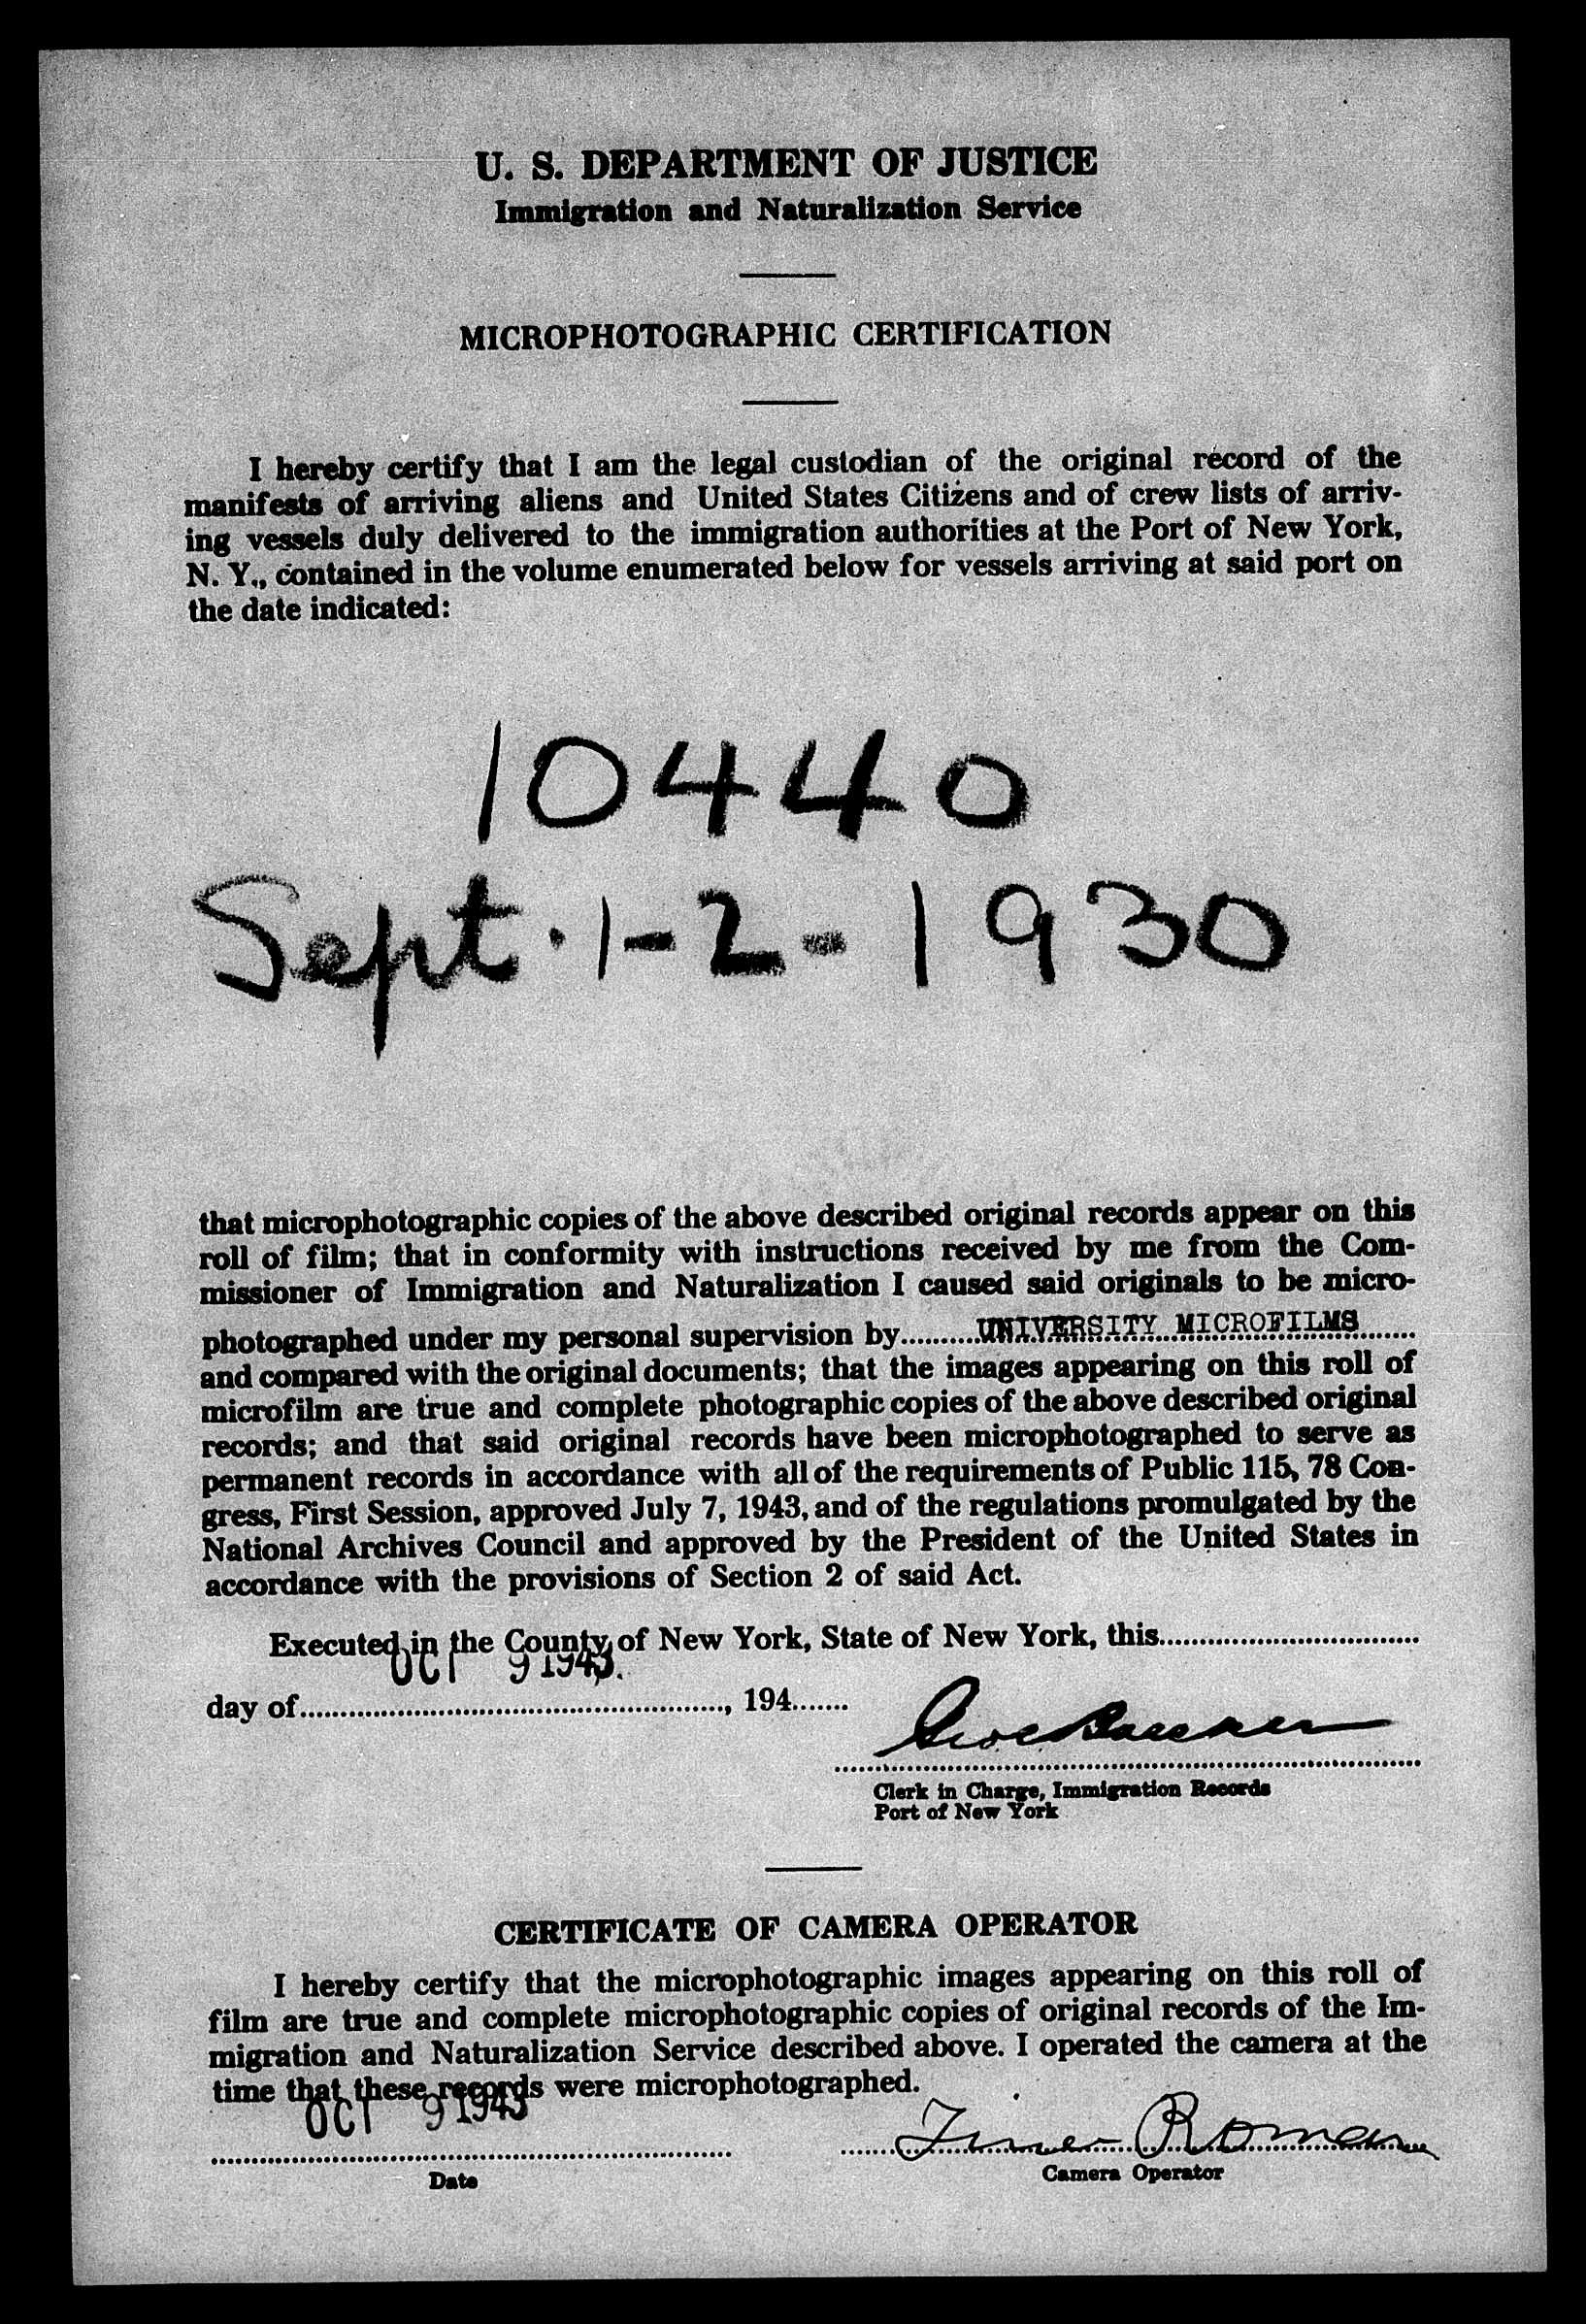 U. S. DEPARTMENT OF JUSTICE
Immigration and Naturalization Service
MICROPHOTOGRAPHIC CERTIFICATION
I hereby certify that I am the legal custodian of the original record of the
manifests of arriving aliens and United States Citizens and of crew lists of arriv-
ing vessels duly delivered to the immigration authorities at the Port of New York,
N. Y., contained in the volume enumerated below for vessels arriving at said port on
the date indicated:
10440
Sept. 1-2-1930
that microphotographic copies of the above described original records appear on this
roll of film; that in conformity with instructions received by me from the Com-
missioner of Immigration and Naturalization I caused said originals to be micro-
photographed under my personal supervision by..........UNIVERSITY MICROFILMS.......
and compared with the original documents; that the images appearing on this roll of
microfilm are true and complete photographic copies of the above described original
records; and that said original records have been microphotographed to serve as
permanent records in accordance with all of the requirements of Public 115, 78 Con-
gress, First Session, approved July 7, 1943, and of the regulations promulgated by the
National Archives Council and approved by the President of the United States in
accordance with the provisions of Section 2 of said Act.
Executed in the County of New York, State of New York, this................................
OCT 9 1943.
day of...................................................., 194.......
Clerk in Charge, Immigration Records
Port of New York
CERTIFICATE OF CAMERA OPERATOR
I hereby certify that the microphotographic images appearing on this roll of
film are true and complete microphotographic copies of original records of the Im-
migration and Naturalization Service described above. I operated the camera at the
time that these records were microphotographed.
OCT 9 1943
Roman
Date
Camera Operator